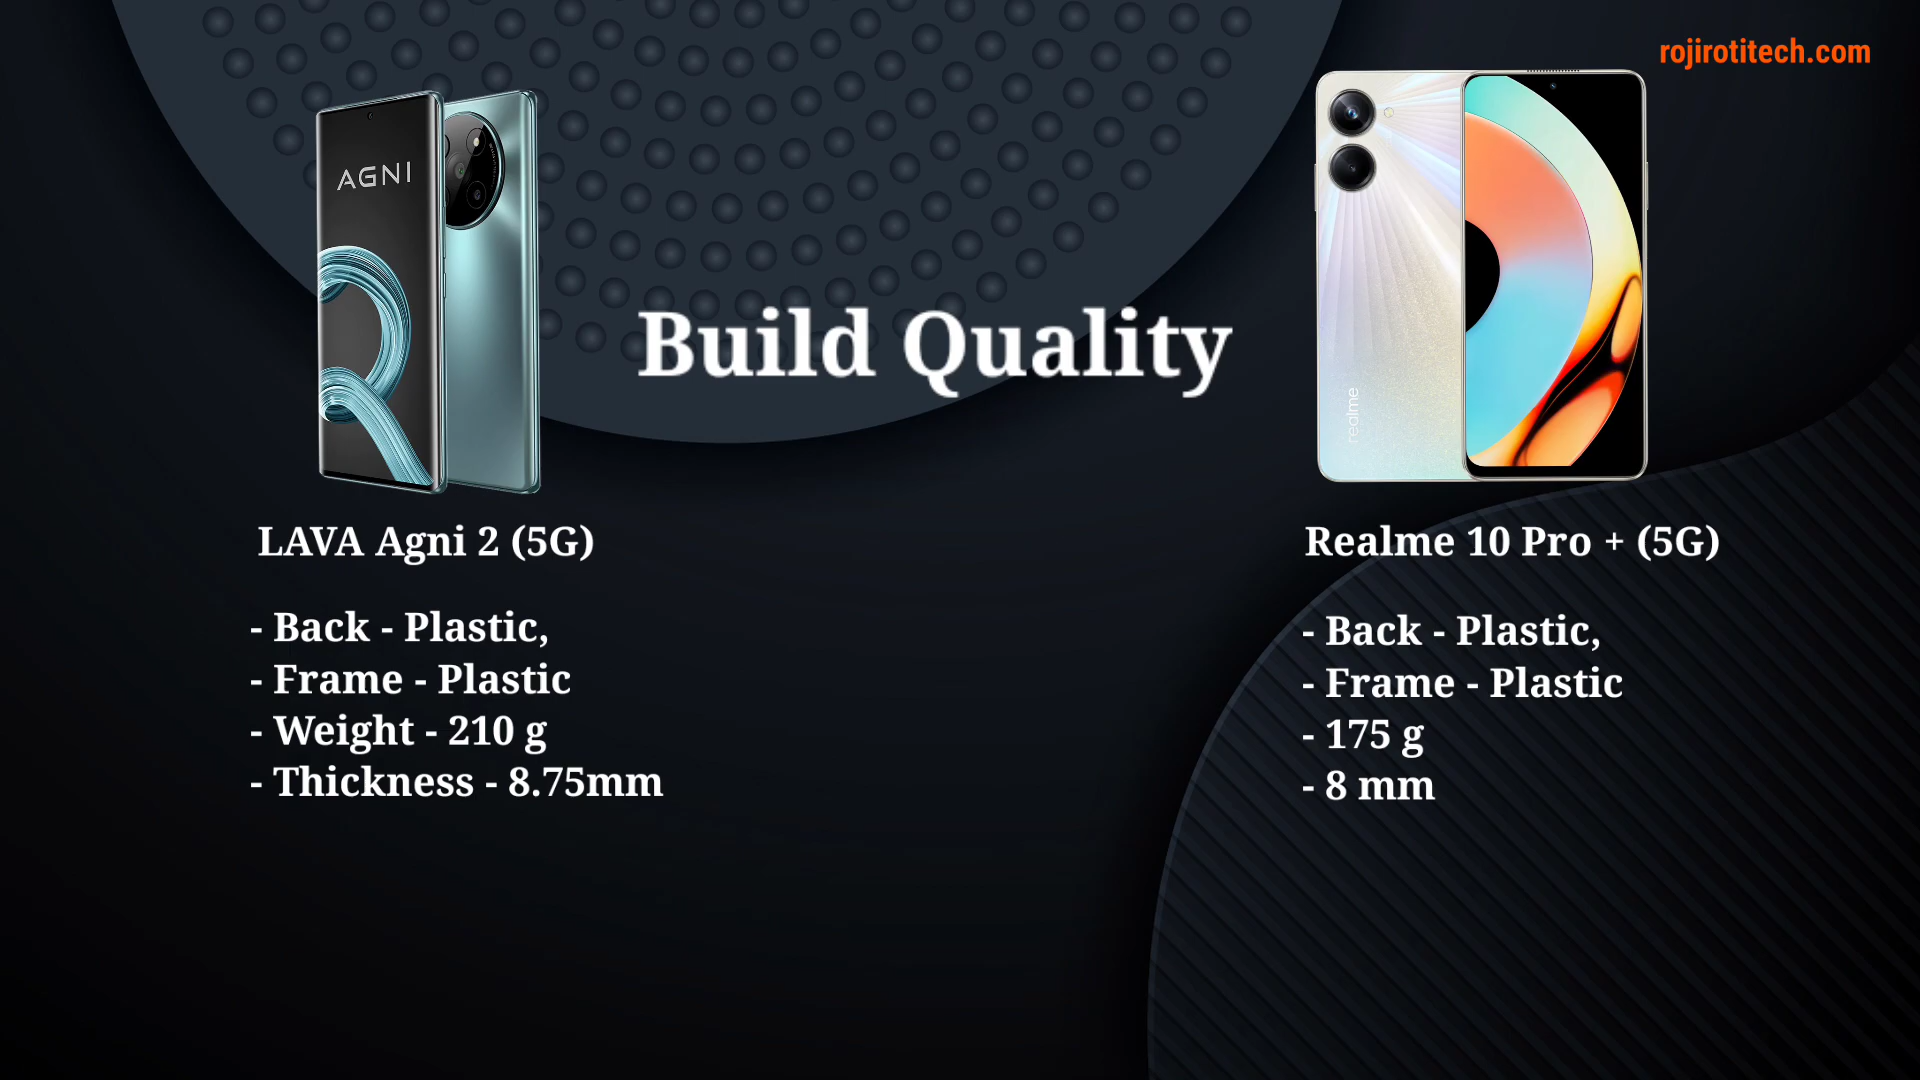 rojirotitech.com
AGNI
realme
Build Quality
LAVA Agni 2 (5G)
- Back - Plastic,
- Frame - Plastic
- Weight - 210 g
- Thickness - 8.75mm
Realme 10 Pro + (5G)
- Back - Plastic,
- Frame - Plastic
- 175 g
- 8 mm